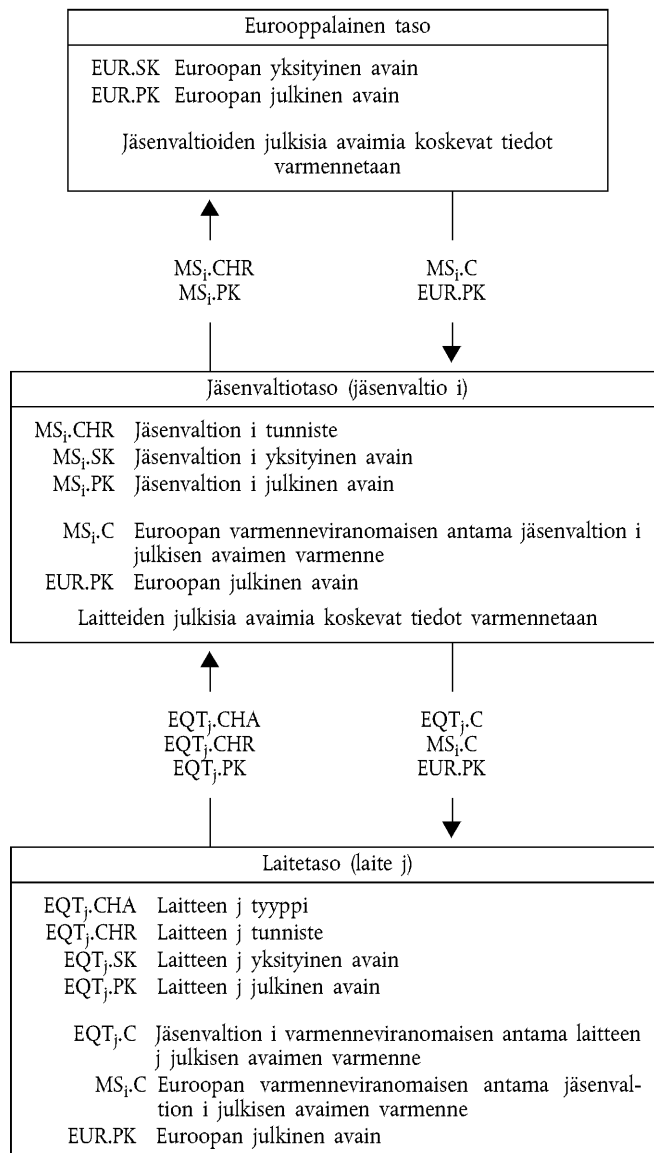 Eurooppalainen taso
EUR.SK Euroopan yksityinen avain
EUR.PK Euroopan julkinen avain
Jäsenvaltioiden julkisia avaimia koskevat tiedot
varmennetaan
MSi.CHR
MSi.PK
MSi.C
EUR.PK
Jäsenvaltiotaso (jäsenvaltio i)
MSi.CHR Jäsenvaltion i tunniste
MSi.SK Jäsenvaltion i yksityinen avain
MSi.PK Jäsenvaltion i julkinen avain
MSi.C Euroopan varmenneviranomaisen antama jäsenvaltion i
julkisen avaimen varmenne
EUR.PK Euroopan julkinen avain
Laitteiden julkisia avaimia koskevat tiedot varmennetaan
EQTj.CHA
EQTj.CHR
EQTj.PK
EQTj.C
MSi.C
EUR.PK
Laitetaso (laite j)
EQTj.CHA Laitteen j tyyppi
EQTj.CHR Laitteen j tunniste
EQTj.SK Laitteen j yksityinen avain
EQTj.PK Laitteen j julkinen avain
EQTj.C Jäsenvaltion i varmenneviranomaisen antama laitteen
j julkisen avaimen varmenne
MSi.C Euroopan varmenneviranomaisen antama jäsenval-
tion i julkisen avaimen varmenne
EUR.PK Euroopan julkinen avain